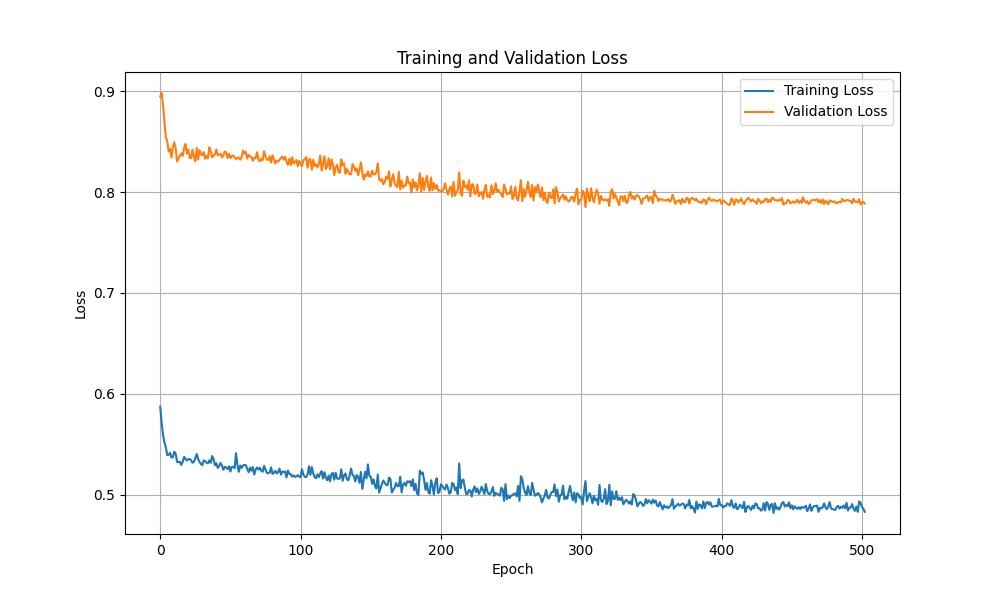 Training and Validation Loss
Training Loss
Validation Loss
0.9
0.8
0.7
0.6
0.5
Loss
0 100 200 300 400 500
Epoch